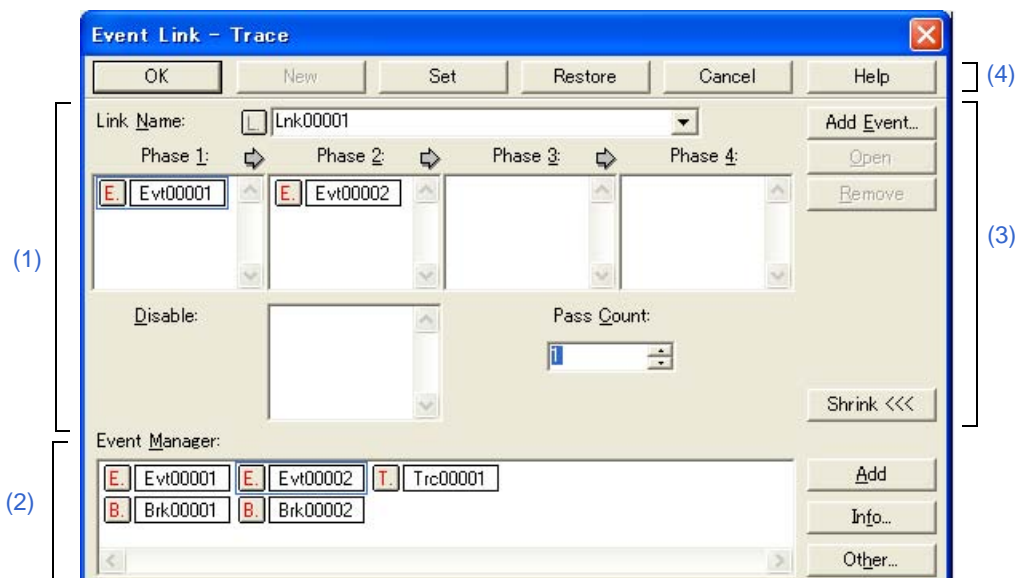 Event Link - Trace
OK New Set Restore Cancel Help
(4)
Link Name: L. Lnk00001 Add Event...
Phase 1: Phase 2: Phase 3: Phase 4: Open
E. Evt00001 E. Evt00002 Remove
(1)
(3)
Disable: Pass Count:
1
Shrink <<<
Event Manager:
E. Evt00001 E. Evt00002 T. Trc00001 Add
(2)
B. Brk00001 B. Brk00002 Info...
Other...